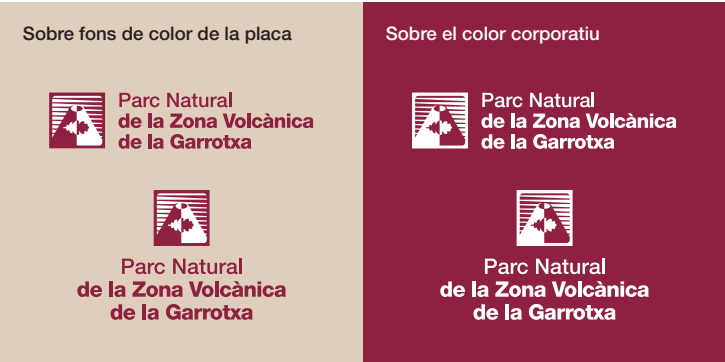 Sobre fons de color de la placa
Parc Natural
de la Zona Volcànica
de la Garrotxa
Parc Natural
de la Zona Volcànica
de la Garrotxa
Sobre el color corporatiu
Parc Natural
de la Zona Volcànica
de la Garrotxa
Parc Natural
de la Zona Volcànica
de la Garrotxa